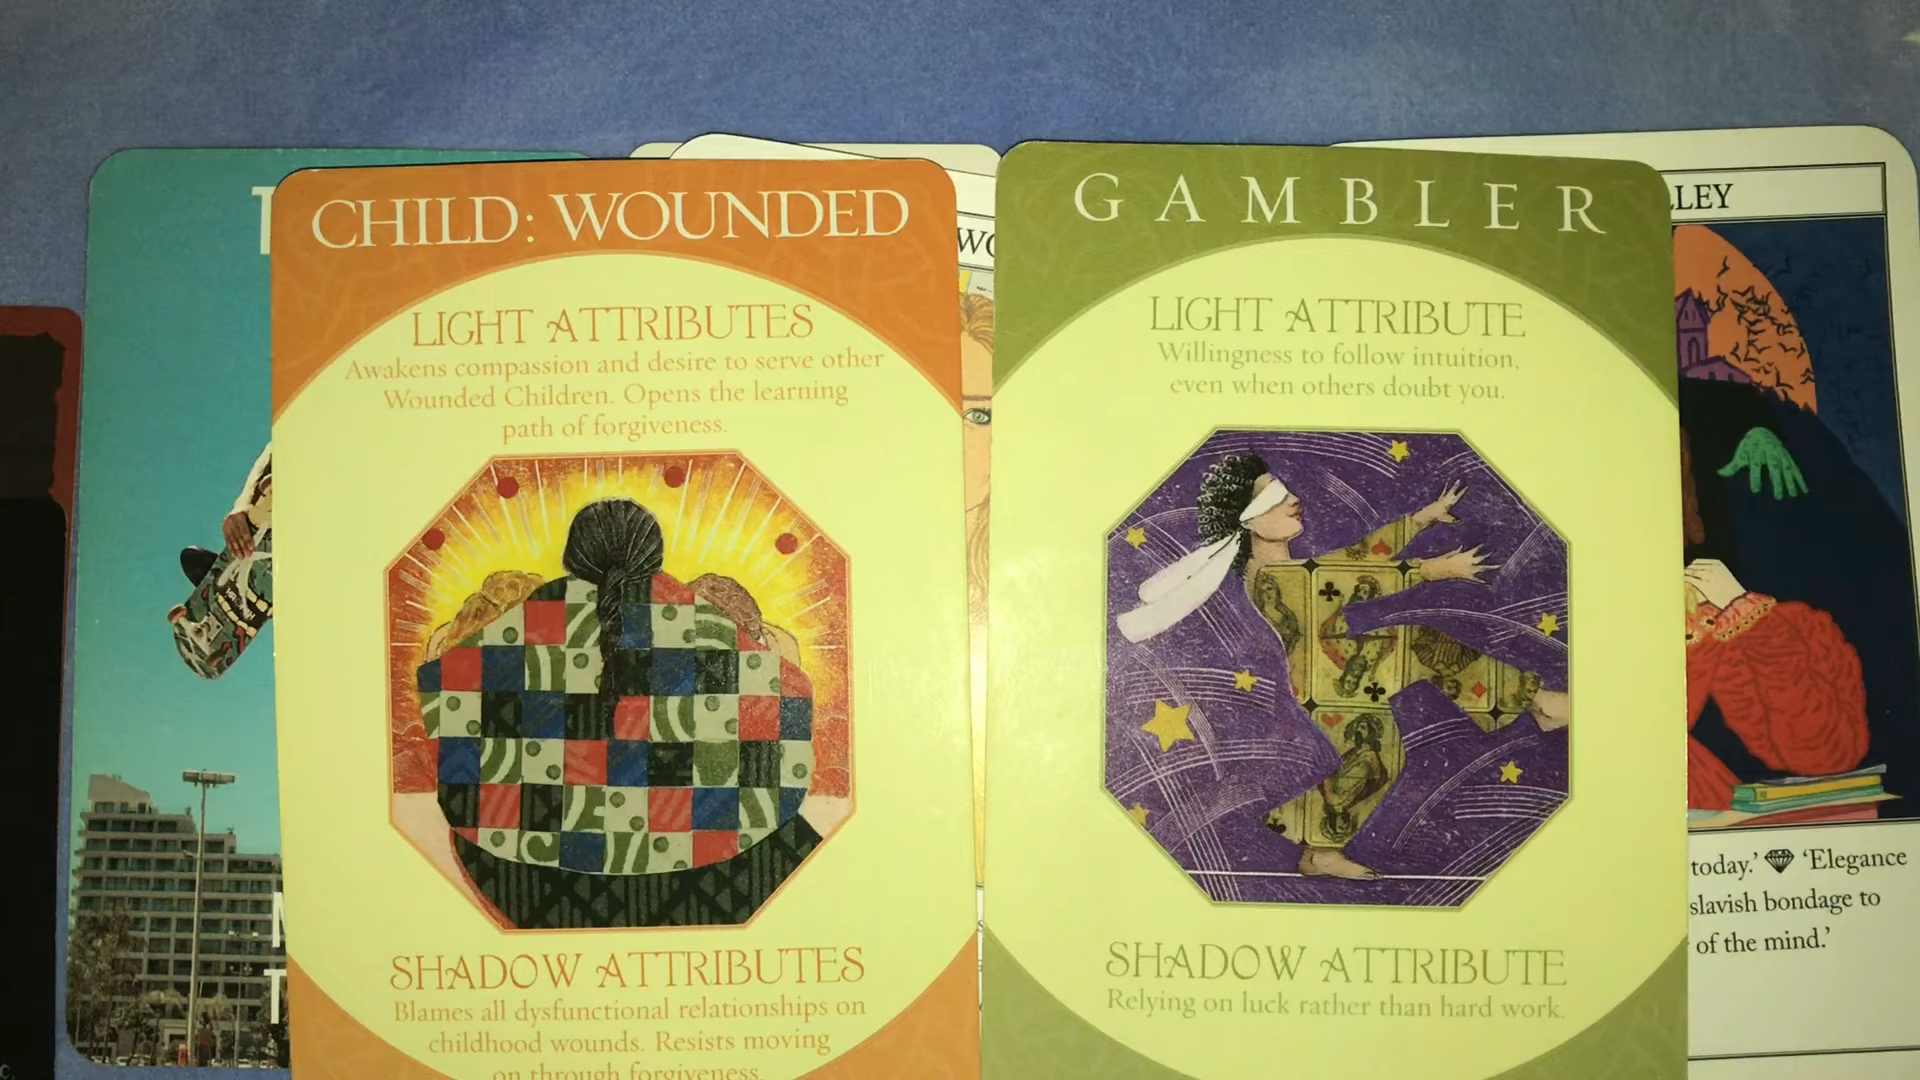 CHILD: WOUNDED
LIGHT ATTRIBUTES
Awakens compassion and desire to serve other
Wounded Children. Opens the learning
path of forgiveness.
SHADOW ATTRIBUTES
Blames all dysfunctional relationships on
childhood wounds. Resists moving
on through forgiveness.
GAMBLER
LIGHT ATTRIBUTE
Willingness to follow intuition,
even when others doubt you.
SHADOW ATTRIBUTE
Relying on luck rather than hard work.
LLEY
today.’ ‘Elegance
slavish bondage to
of the mind.’